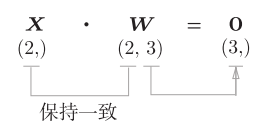 X · W = O
(2,) (2, 3) (3,)
保持一致